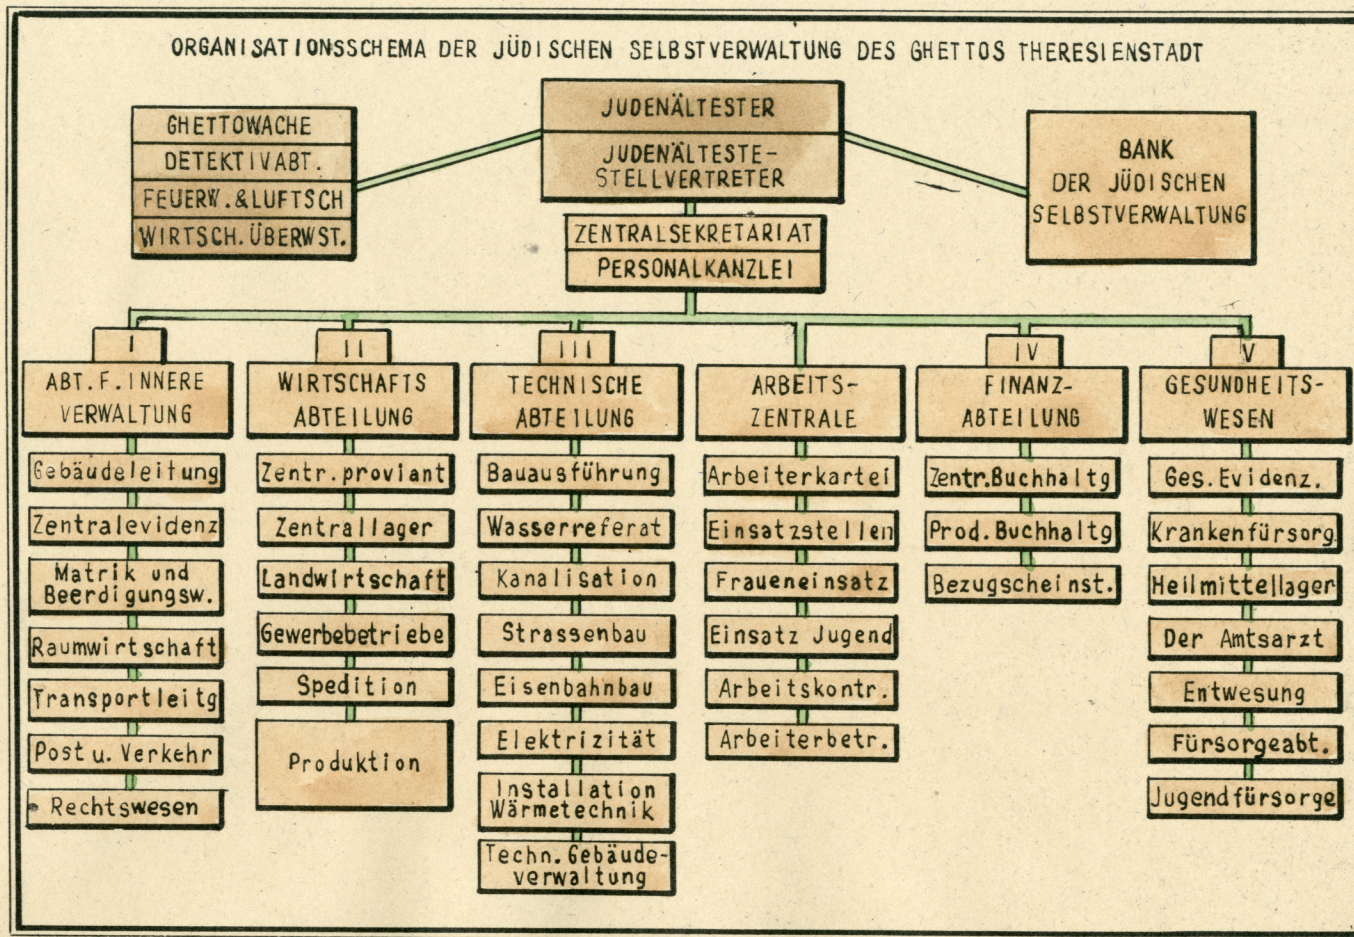 ORGANISATIONSSCHEMA DER JÜDISCHEN SELBSTVERWALTUNG DES GHETTOS THERESIENSTADT
GHETTOWACHE
DETEKTIVABT.
FEUERW.&LUFTSCH
WIRTSCH.ÜBERWST.
JUDENÄLTESTER
JUDENÄLTESTE-
STELLVERTRETER
BANK
DER JÜDISCHEN
SELBSTVERWALTUNG
ZENTRALSEKRETARIAT
PERSONALKANZLEI
I
ABT.F.INNERE
VERWALTUNG
Gebäudeleitung
Zentralevidenz
Matrik und
Beerdigungsw.
Raumwirtschaft
Transportleitg
Post u. Verkehr
Rechtswesen
II
WIRTSCHAFTS
ABTEILUNG
Zentr.proviant
Zentrallager
Landwirtschaft
Gewerbebetriebe
Spedition
Produktion
III
TECHNISCHE
ABTEILUNG
Bauausführung
Wasserreferat
Kanalisation
Strassenbau
Eisenbahnbau
Elektrizität
Installation
Wärmetechnik
Techn.Gebäude-
verwaltung
ARBEITS-
ZENTRALE
Arbeiterkartei
Einsatzstellen
Fraueneinsatz
Einsatz Jugend
Arbeitskontr.
Arbeiterbetr.
IV
FINANZ-
ABTEILUNG
Zentr.Buchhaltg
Prod.Buchhaltg
Bezugscheinst.
V
GESUNDHEITS-
WESEN
Ges.Evidenz.
Krankenfürsorg.
Heilmittellager
Der Amtsarzt
Entwesung
Fürsorgeabt.
Jugendfürsorge